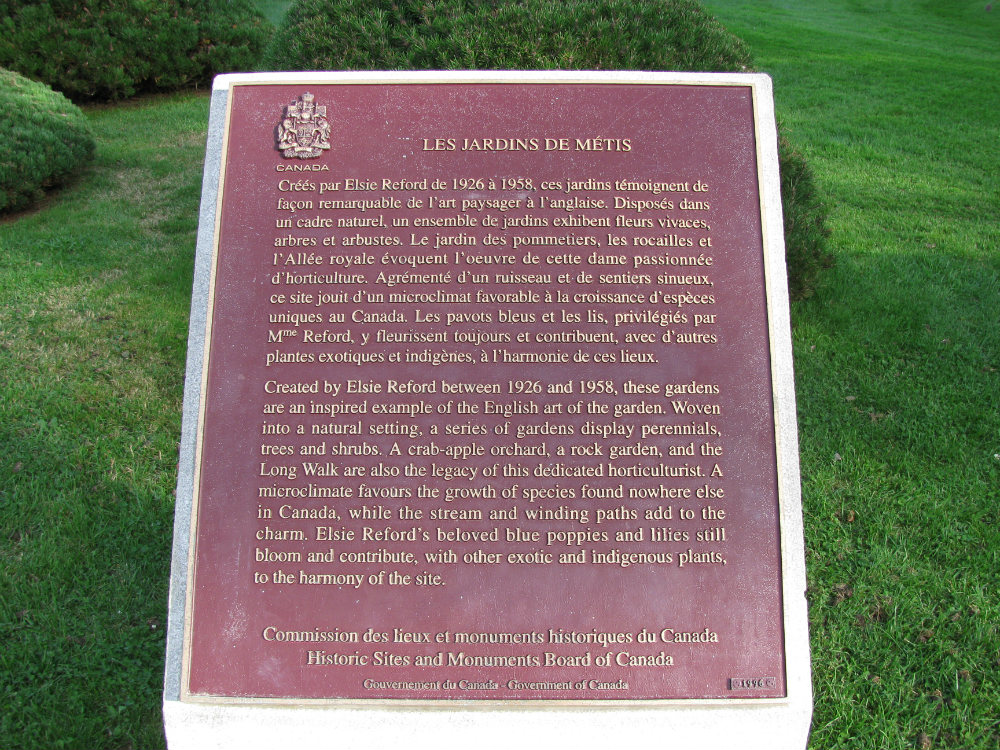 CANADA
LES JARDINS DE MÉTIS
Créés par Elsie Reford de 1926 à 1958, ces jardins témoignent de
façon remarquable de l'art paysager à l'anglaise. Disposés dans
un cadre naturel, un ensemble de jardins exhibent fleurs vivaces,
arbres et arbustes. Le jardin des pommetiers, les rocailles et
l'Allée royale évoquent l'oeuvre de cette dame passionnée
d'horticulture. Agrémenté d'un ruisseau et de sentiers sinueux,
ce site jouit d'un microclimat favorable à la croissance d'espèces
uniques au Canada. Les pavots bleus et les lis, privilégiés par
Mme Reford, y fleurissent toujours et contribuent, avec d'autres
plantes exotiques et indigènes, à l'harmonie de ces lieux.
Created by Elsie Reford between 1926 and 1958, these gardens
are an inspired example of the English art of the garden. Woven
into a natural setting, a series of gardens display perennials,
trees and shrubs. A crab-apple orchard, a rock garden, and the
Long Walk are also the legacy of this dedicated horticulturist. A
microclimate favours the growth of species found nowhere else
in Canada, while the stream and winding paths add to the
charm. Elsie Reford's beloved blue poppies and lilies still
bloom and contribute, with other exotic and indigenous plants,
to the harmony of the site.
Commission des lieux et monuments historiques du Canada
Historic Sites and Monuments Board of Canada
Gouvernement du Canada - Government of Canada
1996